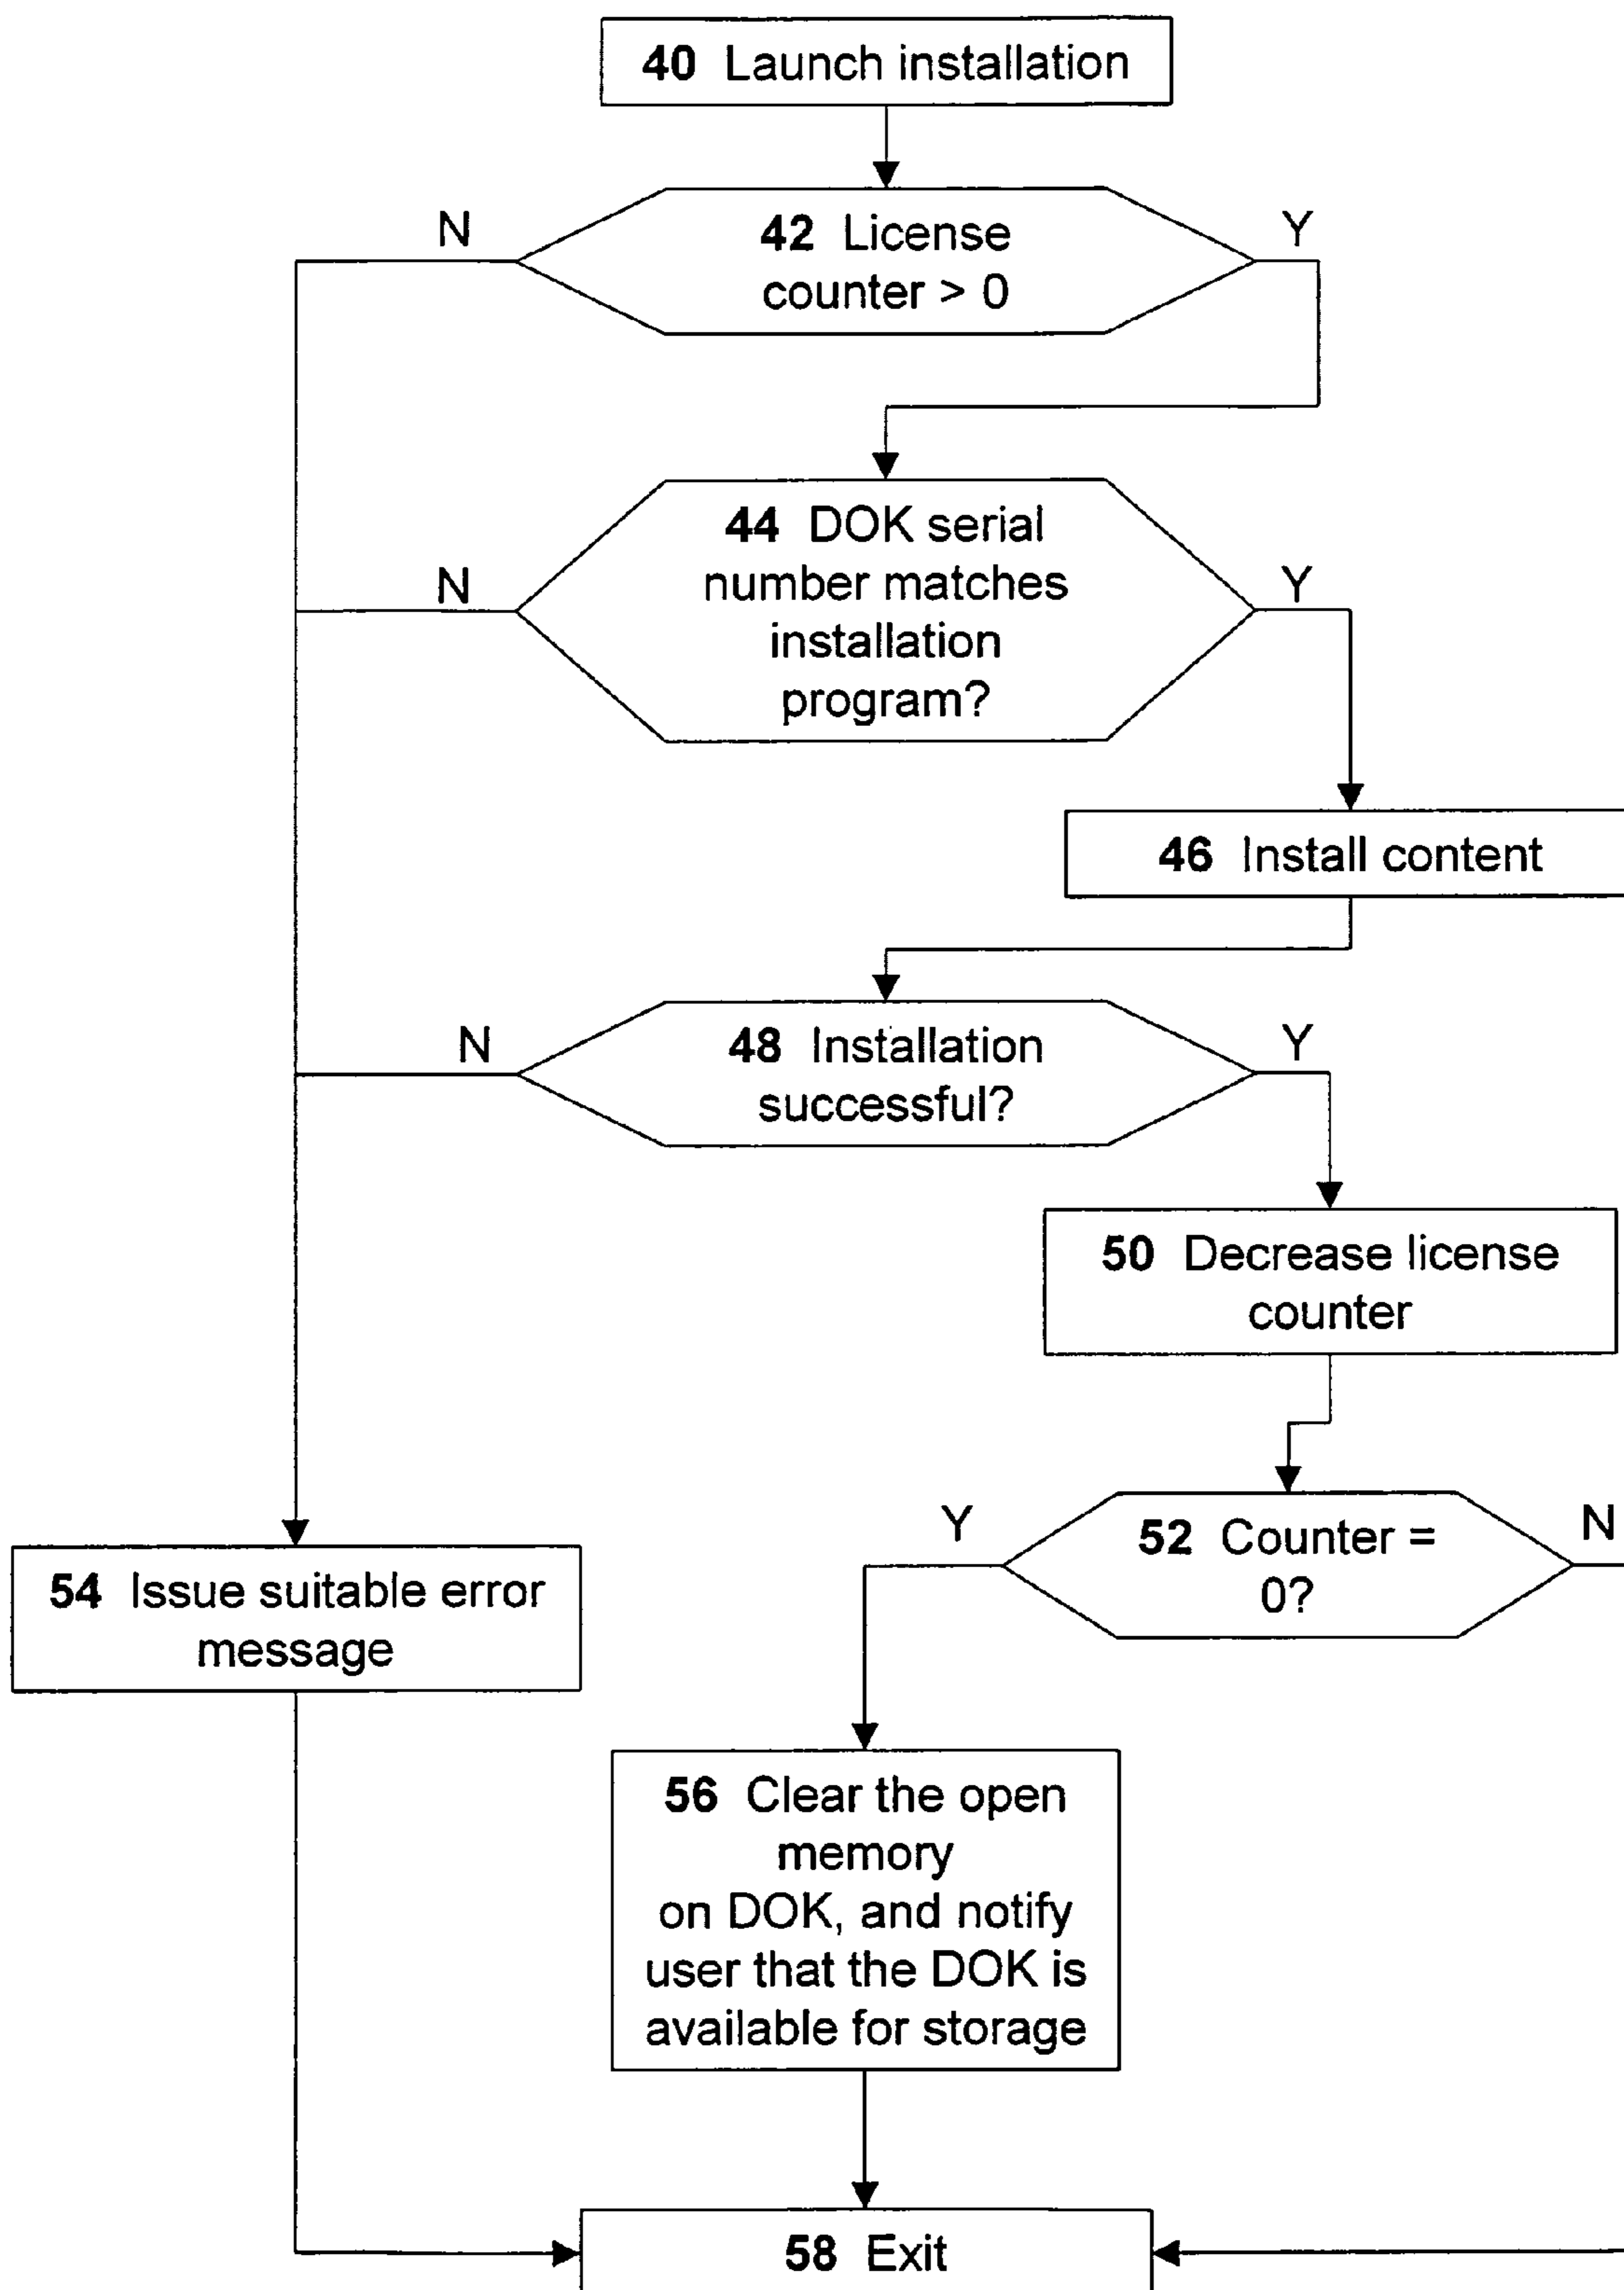 40 Launch installation
N
42 License
Y
counter > 0
44 DOK serial
N
number matches
Y
installation
program?
46 Install content
N
48 Installation
Y
successful?
50 Decrease license
counter
Y
52 Counter =
N
0?
54 Issue suitable error
message
56 Clear the open
memory
on DOK, and notify
user that the DOK is
available for storage
58 Exit